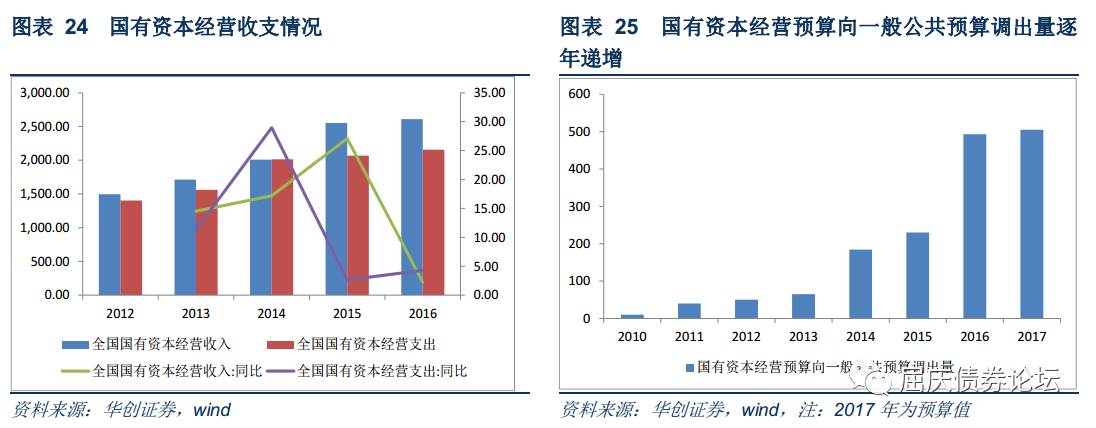 图表 24 国有资本经营收支情况
3,000.00
2,500.00
2,000.00
1,500.00
1,000.00
500.00
0.00
35.00
30.00
25.00
20.00
15.00
10.00
5.00
0.00
2012 2013 2014 2015 2016
全国国有资本经营收入 全国国有资本经营支出
全国国有资本经营收入:同比 全国国有资本经营支出:同比
资料来源：华创证券，wind
图表 25 国有资本经营预算向一般公共预算调出量逐
年递增
600
500
400
300
200
100
0
2010 2011 2012 2013 2014 2015 2016 2017
国有资本经营预算向一般公共预算调出量
屈庆债券论坛
资料来源：华创证券，wind，注：2017 年为预算值